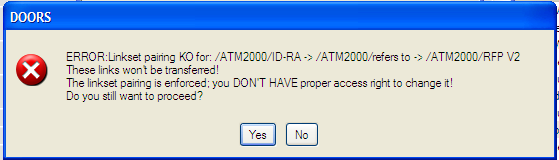 DOORS
ERROR:Linkset pairing KO for: /ATM2000/ID-RA -> /ATM2000/refers to -> /ATM2000/RFP V2
These links won't be transferred!
The linkset pairing is enforced; you DON'T HAVE proper access right to change it!
Do you still want to proceed?
Yes No